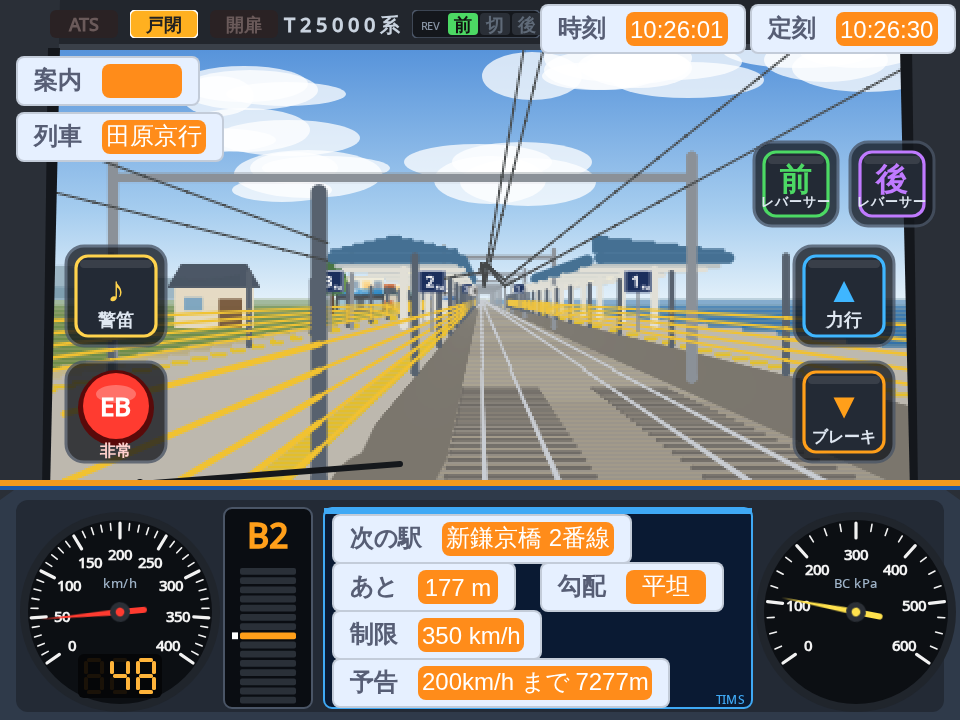 ATS 戸閉 開扉 T25000系 REV 前 切 後
時刻 10:26:01 定刻 10:26:30
案内
列車 田原京行
前 レバーサー
後 レバーサー
3 2 1
♪ 警笛
▲ 力行
EB 非常
▼ ブレーキ
0 50 100 150 200 250 300 350 400
km/h
48
B2
次の駅 新鎌京橋 2番線
あと 177 m 勾配 平坦
制限 350 km/h
予告 200km/h まで 7277m
TIMS
0 100 200 300 400 500 600
BC kPa